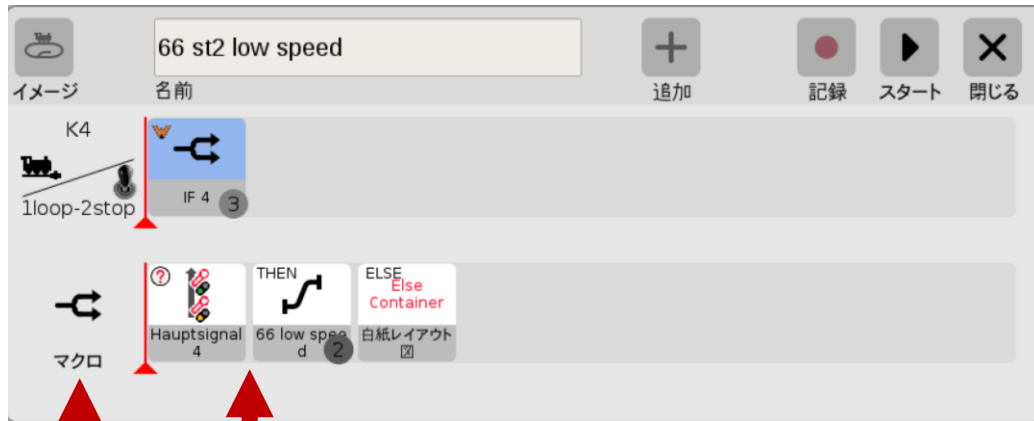 66 st2 low speed
イメージ
名前
追加
記録
スタート
閉じる
K4
1loop-2stop
IF 4
3
マクロ
?
Hauptsignal
4
THEN
66 low spee
d
2
ELSE
Else
Container
白紙レイアウト
図